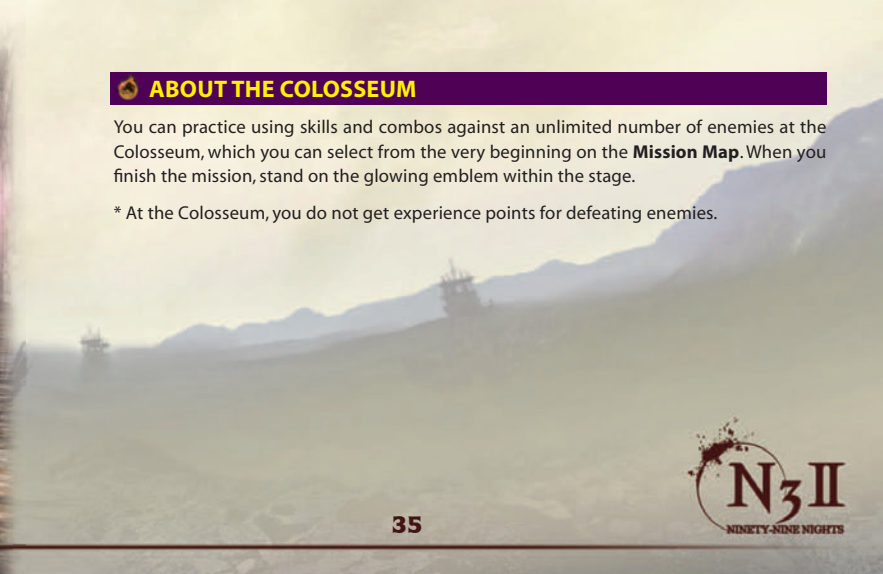 ABOUT THE COLOSSEUM
You can practice using skills and combos against an unlimited number of enemies at the
Colosseum, which you can select from the very beginning on the Mission Map. When you
finish the mission, stand on the glowing emblem within the stage.
* At the Colosseum, you do not get experience points for defeating enemies.
N3II
NINETY-NINE NIGHTS
35